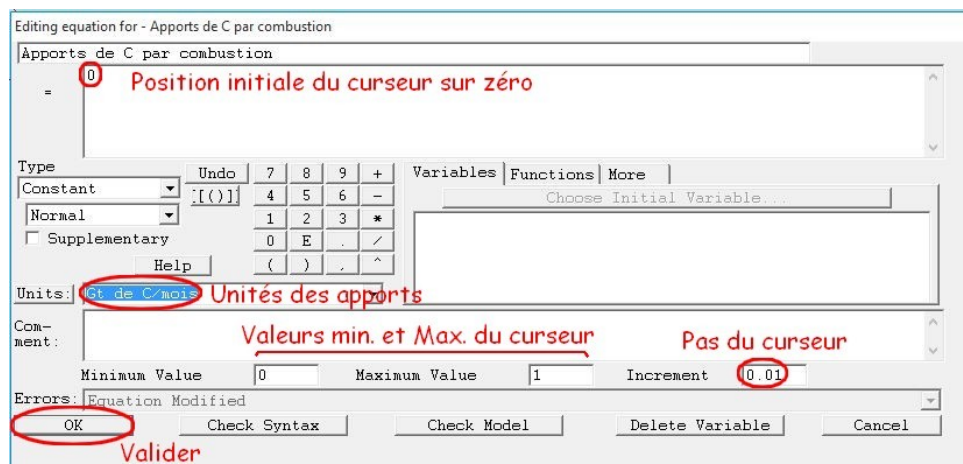 Editing equation for - Apports de C par combustion
Apports de C par combustion
=
0
Position initiale du curseur sur zéro
Type
Undo 7 8 9 +
Variables Functions More
Constant
[[()]] 4 5 6 -
Choose Initial Variable...
Normal
1 2 3 *
Supplementary
0 E . /
Help ( ) , ^
Units: Gt de C/mois Unités des apports
Com-
ment:
Valeurs min. et Max. du curseur Pas du curseur
Minimum Value 0 Maximum Value 1 Increment 0.01
Errors: Equation Modified
OK Check Syntax Check Model Delete Variable Cancel
Valider